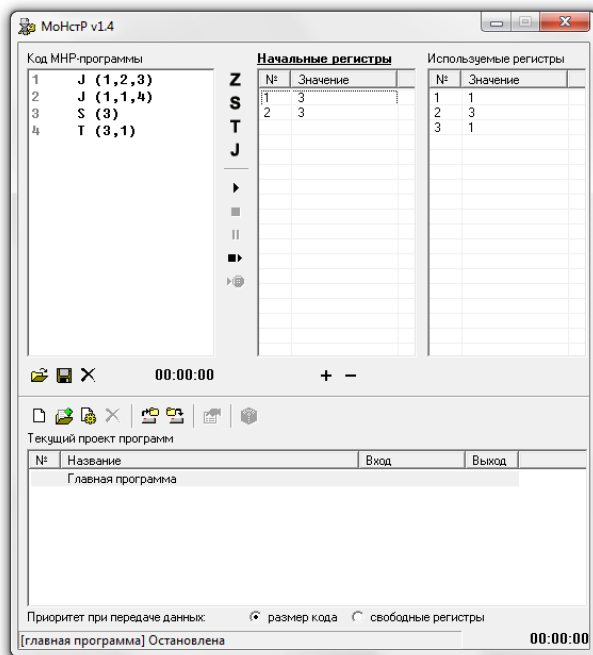 МоНстР v1.4
Код МНР-программы
Начальные регистры
Используемые регистры
1 J (1,2,3)
2 J (1,1,4)
3 S (3)
4 T (3,1)
Z
S
T
J
№ Значение
1 3
2 3
№ Значение
1 1
2 3
3 1
00:00:00
+ −
Текущий проект программ
№ Название Вход Выход
Главная программа
Приоритет при передаче данных: размер кода свободные регистры
[главная программа] Остановлена 00:00:00